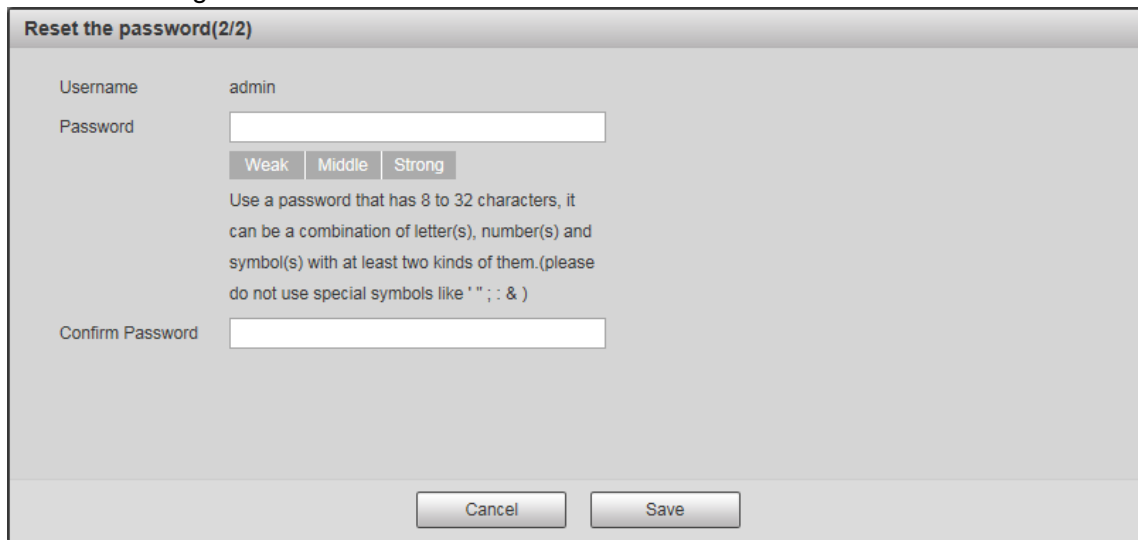 Reset the password(2/2)
Username admin
Password
Weak Middle Strong
Use a password that has 8 to 32 characters, it
can be a combination of letter(s), number(s) and
symbol(s) with at least two kinds of them.(please
do not use special symbols like ' " ; : & )
Confirm Password
Cancel Save